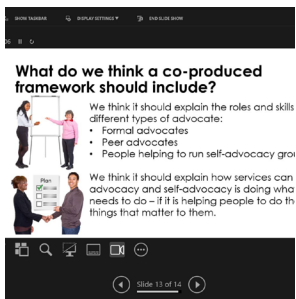 SHOW TASKBAR
DISPLAY SETTINGS ▼
END SLIDE SHOW
What do we think a co-produced
framework should include?
We think it should explain the roles and skills
different types of advocate:
• Formal advocates
• Peer advocates
• People helping to run self-advocacy grou
Plan
We think it should explain how services can
advocacy and self-advocacy is doing wha
needs to do – if it is helping people to do th
things that matter to them.
Slide 13 of 14